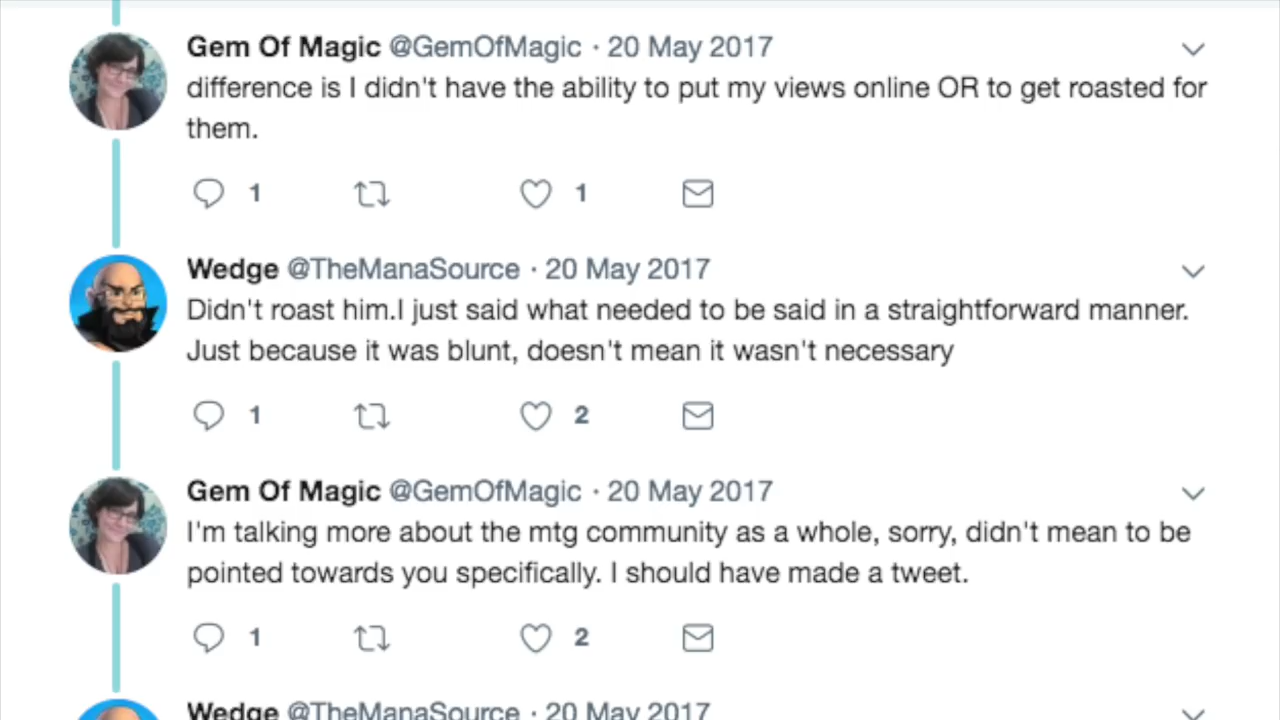 Gem Of Magic @GemOfMagic · 20 May 2017
difference is I didn't have the ability to put my views online OR to get roasted for
them.
1 1
Wedge @TheManaSource · 20 May 2017
Didn't roast him.I just said what needed to be said in a straightforward manner.
Just because it was blunt, doesn't mean it wasn't necessary
1 2
Gem Of Magic @GemOfMagic · 20 May 2017
I'm talking more about the mtg community as a whole, sorry, didn't mean to be
pointed towards you specifically. I should have made a tweet.
1 2
Wedge @TheManaSource · 20 May 2017